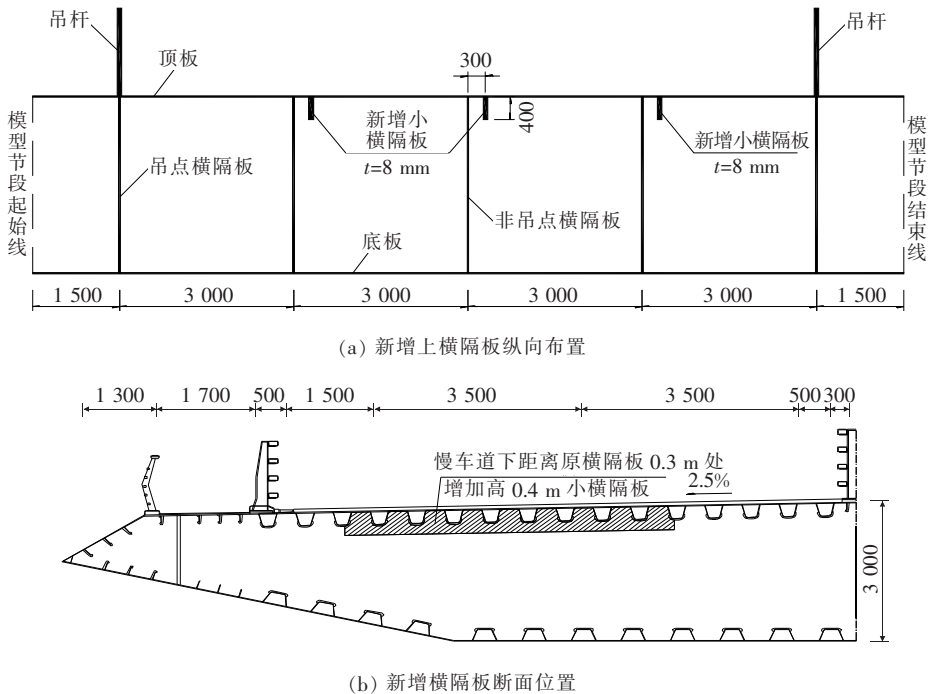 吊杆
吊杆
顶板
300
400
新增小
横隔板
t=8 mm
新增小横隔板
t=8 mm
模型节段起始线
吊点横隔板
非吊点横隔板
模型节段结束线
底板
1 500
3 000
3 000
3 000
3 000
1 500
(a) 新增上横隔板纵向布置
1 300
1 700
500
1 500
3 500
3 500
500
300
慢车道下距离原横隔板 0.3 m 处
增加高 0.4 m 小横隔板
2.5%
3 000
(b) 新增横隔板断面位置